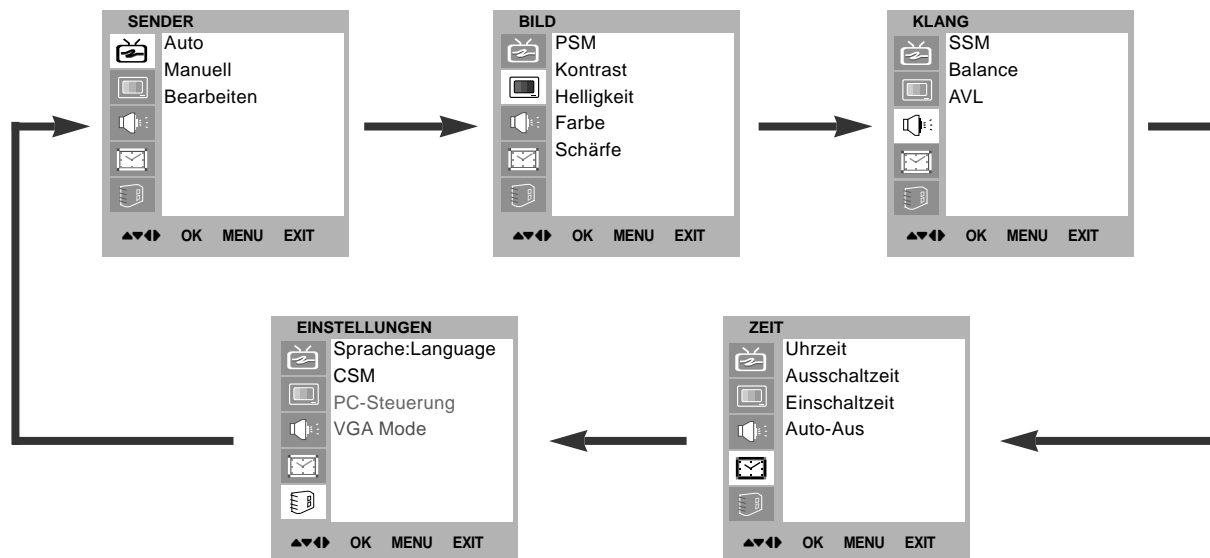 SENDER
Auto
Manuell
Bearbeiten
▲▼◀▶ OK MENU EXIT
BILD
PSM
Kontrast
Helligkeit
Farbe
Schärfe
▲▼◀▶ OK MENU EXIT
KLANG
SSM
Balance
AVL
▲▼◀▶ OK MENU EXIT
EINSTELLUNGEN
Sprache:Language
CSM
PC-Steuerung
VGA Mode
▲▼◀▶ OK MENU EXIT
ZEIT
Uhrzeit
Ausschaltzeit
Einschaltzeit
Auto-Aus
▲▼◀▶ OK MENU EXIT